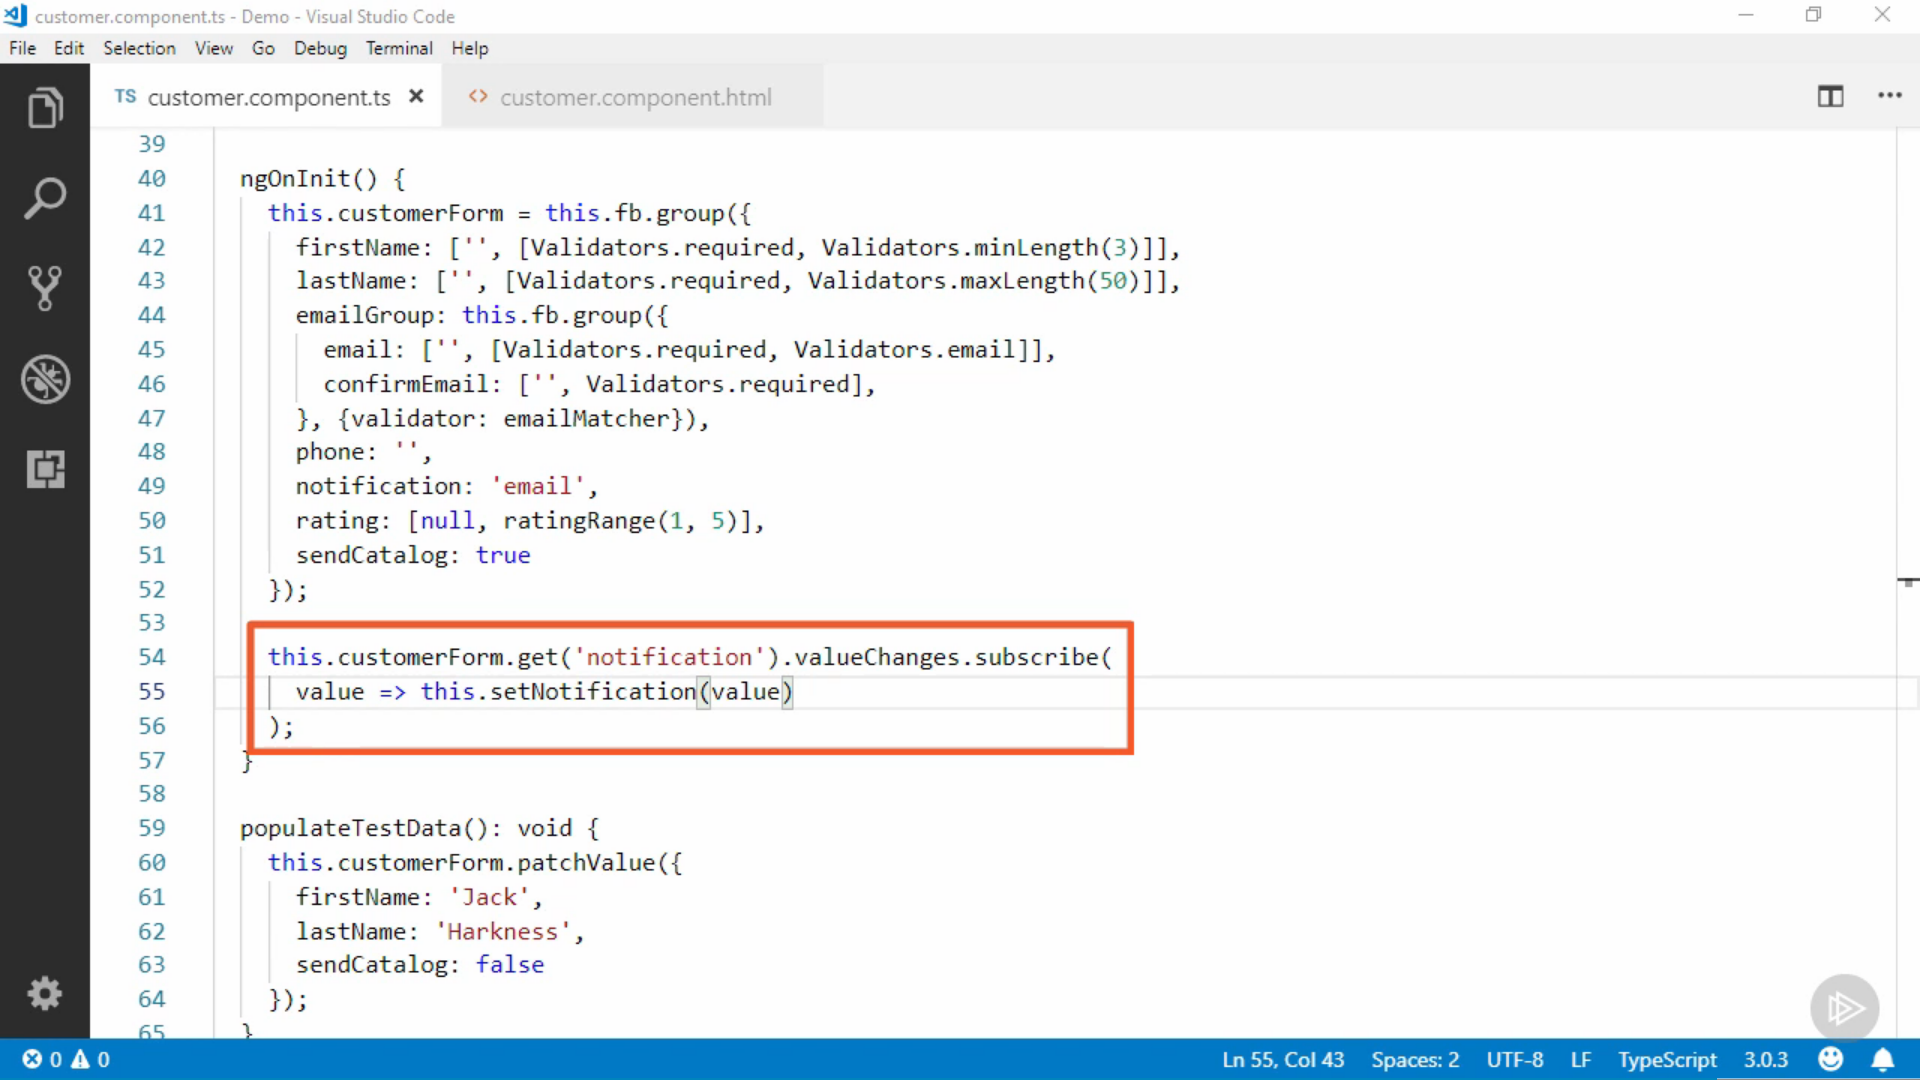 customer.component.ts - Demo - Visual Studio Code
File Edit Selection View Go Debug Terminal Help
TS customer.component.ts × <> customer.component.html
39
40 ngOnInit() {
41 this.customerForm = this.fb.group({
42 firstName: ['', [Validators.required, Validators.minLength(3)]],
43 lastName: ['', [Validators.required, Validators.maxLength(50)]],
44 emailGroup: this.fb.group({
45 email: ['', [Validators.required, Validators.email]],
46 confirmEmail: ['', Validators.required],
47 }, {validator: emailMatcher}),
48 phone: '',
49 notification: 'email',
50 rating: [null, ratingRange(1, 5)],
51 sendCatalog: true
52 });
53
54 this.customerForm.get('notification').valueChanges.subscribe(
55 value => this.setNotification(value)
56 );
57 }
58
59 populateTestData(): void {
60 this.customerForm.patchValue({
61 firstName: 'Jack',
62 lastName: 'Harkness',
63 sendCatalog: false
64 });
65 }
0 0 Ln 55, Col 43 Spaces: 2 UTF-8 LF TypeScript 3.0.3